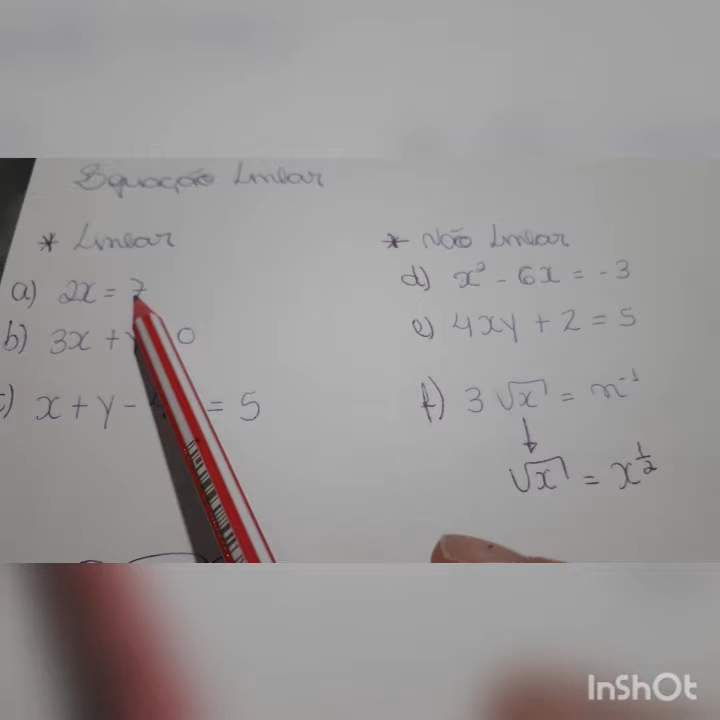 Equação Linear
* Linear
a) 2x = 7
b) 3x + y 0
c) x + y - = 5
* Não Linear
d) x² - 6x = -3
e) 4xy + 2 = 5
f) 3 √x = x⁻¹
↓
√x = x^½
InShOt